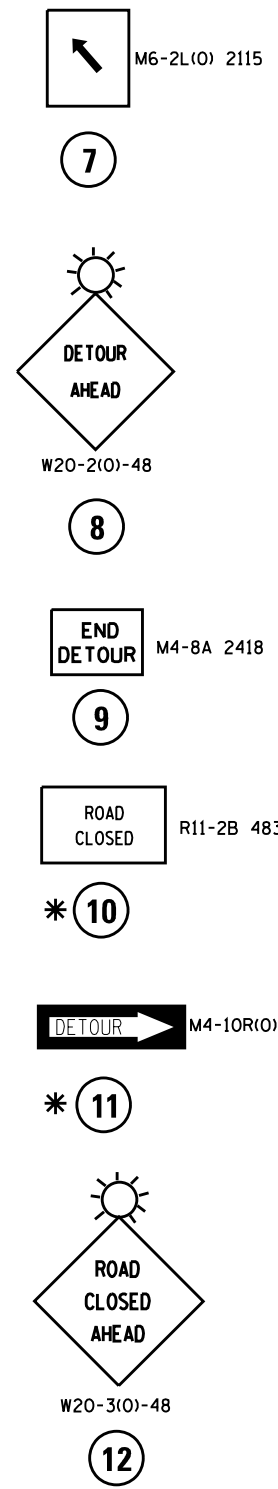 M6-2L(O) 2115
7
DETOUR
AHEAD
W20-2(O)-48
8
END
DETOUR
M4-8A 2418
9
ROAD
CLOSED
R11-2B 483
* 10
DETOUR
M4-10R(O)
* 11
ROAD
CLOSED
AHEAD
W20-3(O)-48
12